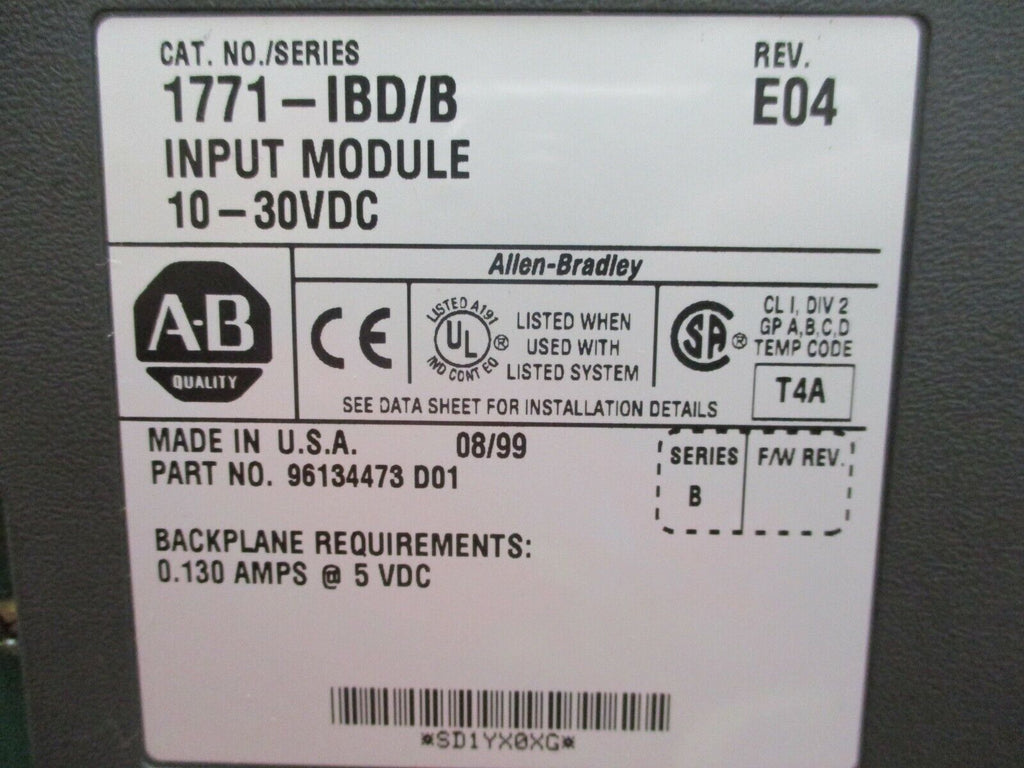 CAT. NO./SERIES
1771-IBD/B
INPUT MODULE
10-30VDC
REV.
E04
Allen-Bradley
A-B
QUALITY
CE
LISTED A191
UL ®
IND CONT EQ
LISTED WHEN
USED WITH
LISTED SYSTEM
SA ®
CL I, DIV 2
GP A,B,C,D
TEMP CODE
T4A
SEE DATA SHEET FOR INSTALLATION DETAILS
MADE IN U.S.A. 08/99
PART NO. 96134473 D01
SERIES
B
F/W REV.
BACKPLANE REQUIREMENTS:
0.130 AMPS @ 5 VDC
*SD1YX0XG*